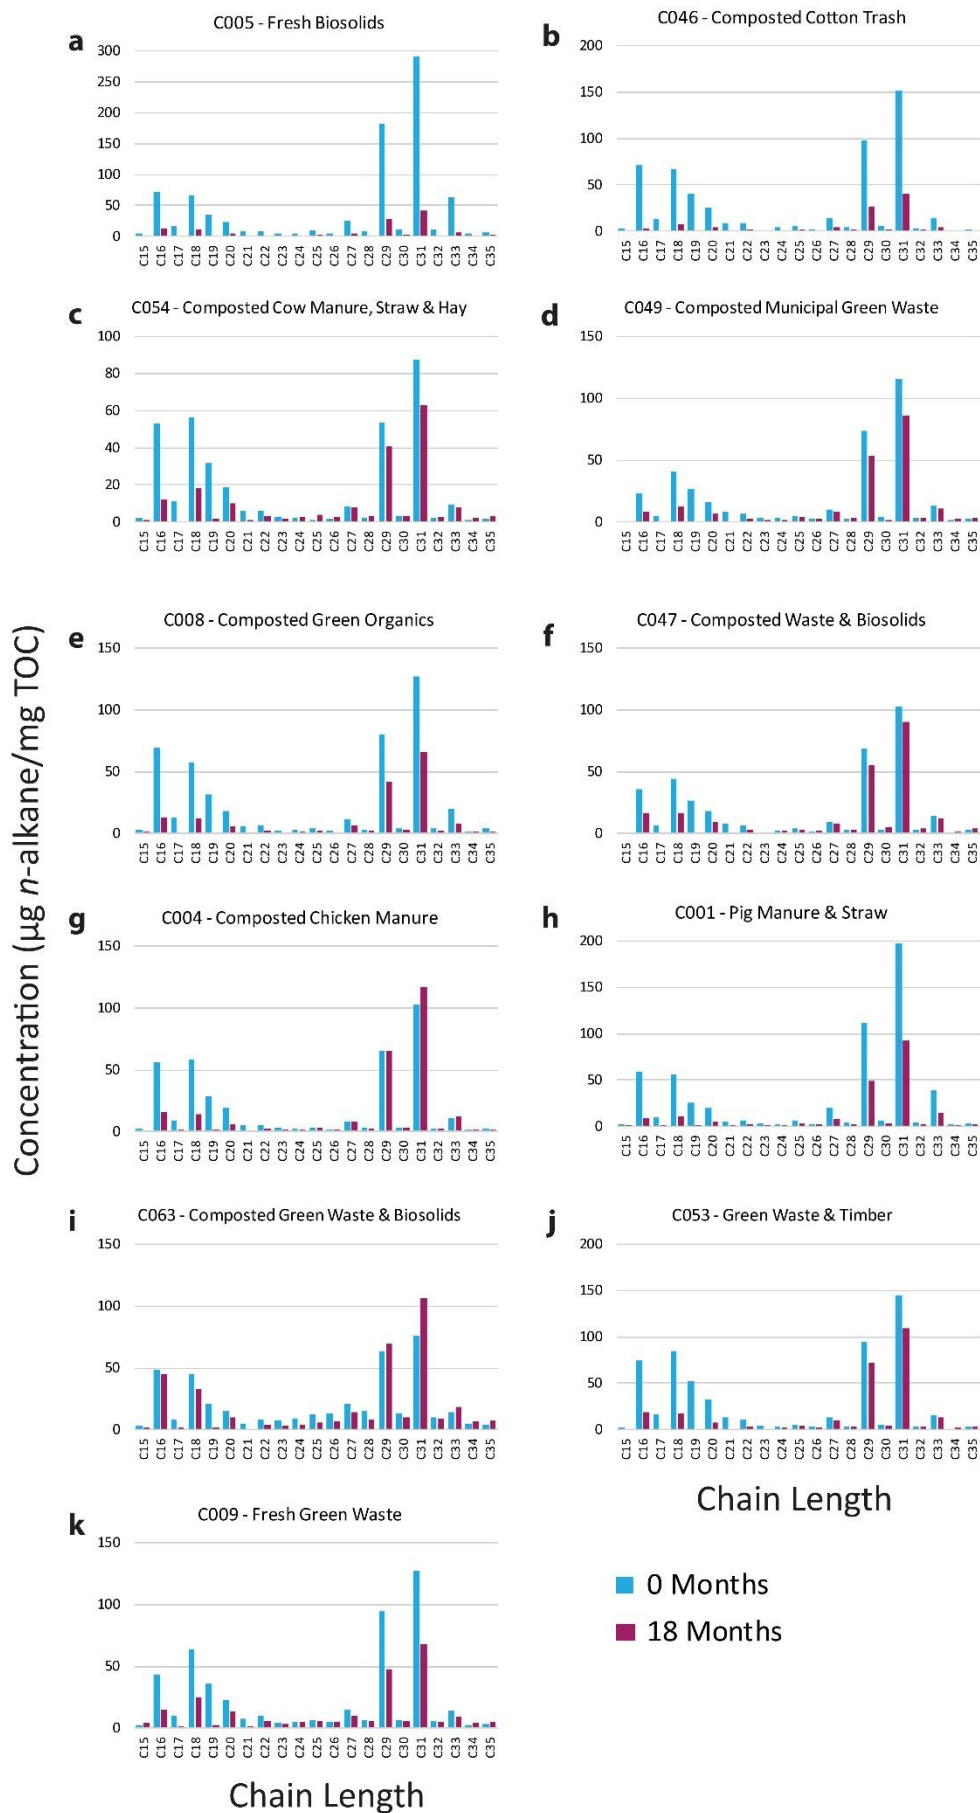 a
C005 - Fresh Biosolids
300
250
200
150
100
50
0
C15 C16 C17 C18 C19 C20 C21 C22 C23 C24 C25 C26 C27 C28 C29 C30 C31 C32 C33 C34 C35
b
C046 - Composted Cotton Trash
200
150
100
50
0
C15 C16 C17 C18 C19 C20 C21 C22 C23 C24 C25 C26 C27 C28 C29 C30 C31 C32 C33 C34 C35
c
C054 - Composted Cow Manure, Straw & Hay
100
80
60
40
20
0
C15 C16 C17 C18 C19 C20 C21 C22 C23 C24 C25 C26 C27 C28 C29 C30 C31 C32 C33 C34 C35
d
C049 - Composted Municipal Green Waste
150
100
50
0
C15 C16 C17 C18 C19 C20 C21 C22 C23 C24 C25 C26 C27 C28 C29 C30 C31 C32 C33 C34 C35
Concentration (µg n-alkane/mg TOC)
e
C008 - Composted Green Organics
150
100
50
0
C15 C16 C17 C18 C19 C20 C21 C22 C23 C24 C25 C26 C27 C28 C29 C30 C31 C32 C33 C34 C35
f
C047 - Composted Waste & Biosolids
150
100
50
0
C15 C16 C17 C18 C19 C20 C21 C22 C23 C24 C25 C26 C27 C28 C29 C30 C31 C32 C33 C34 C35
g
C004 - Composted Chicken Manure
150
100
50
0
C15 C16 C17 C18 C19 C20 C21 C22 C23 C24 C25 C26 C27 C28 C29 C30 C31 C32 C33 C34 C35
h
C001 - Pig Manure & Straw
200
150
100
50
0
C15 C16 C17 C18 C19 C20 C21 C22 C23 C24 C25 C26 C27 C28 C29 C30 C31 C32 C33 C34 C35
i
C063 - Composted Green Waste & Biosolids
150
100
50
0
C15 C16 C17 C18 C19 C20 C21 C22 C23 C24 C25 C26 C27 C28 C29 C30 C31 C32 C33 C34 C35
j
C053 - Green Waste & Timber
200
150
100
50
0
C15 C16 C17 C18 C19 C20 C21 C22 C23 C24 C25 C26 C27 C28 C29 C30 C31 C32 C33 C34 C35
Chain Length
k
C009 - Fresh Green Waste
150
100
50
0
C15 C16 C17 C18 C19 C20 C21 C22 C23 C24 C25 C26 C27 C28 C29 C30 C31 C32 C33 C34 C35
Chain Length
0 Months
18 Months